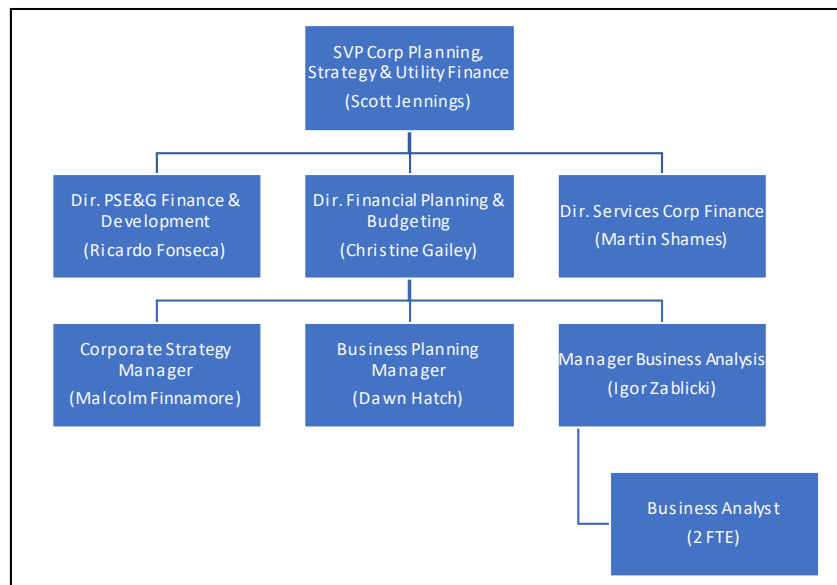 SVP Corp Planning,
Strategy & Utility Finance
(Scott Jennings)
Dir. PSE&G Finance &
Development
(Ricardo Fonseca)
Dir. Financial Planning &
Budgeting
(Christine Gailey)
Dir. Services Corp Finance
(Martin Shames)
Corporate Strategy
Manager
(Malcolm Finnamore)
Business Planning
Manager
(Dawn Hatch)
Manager Business Analysis
(Igor Zablicki)
Business Analyst
(2 FTE)